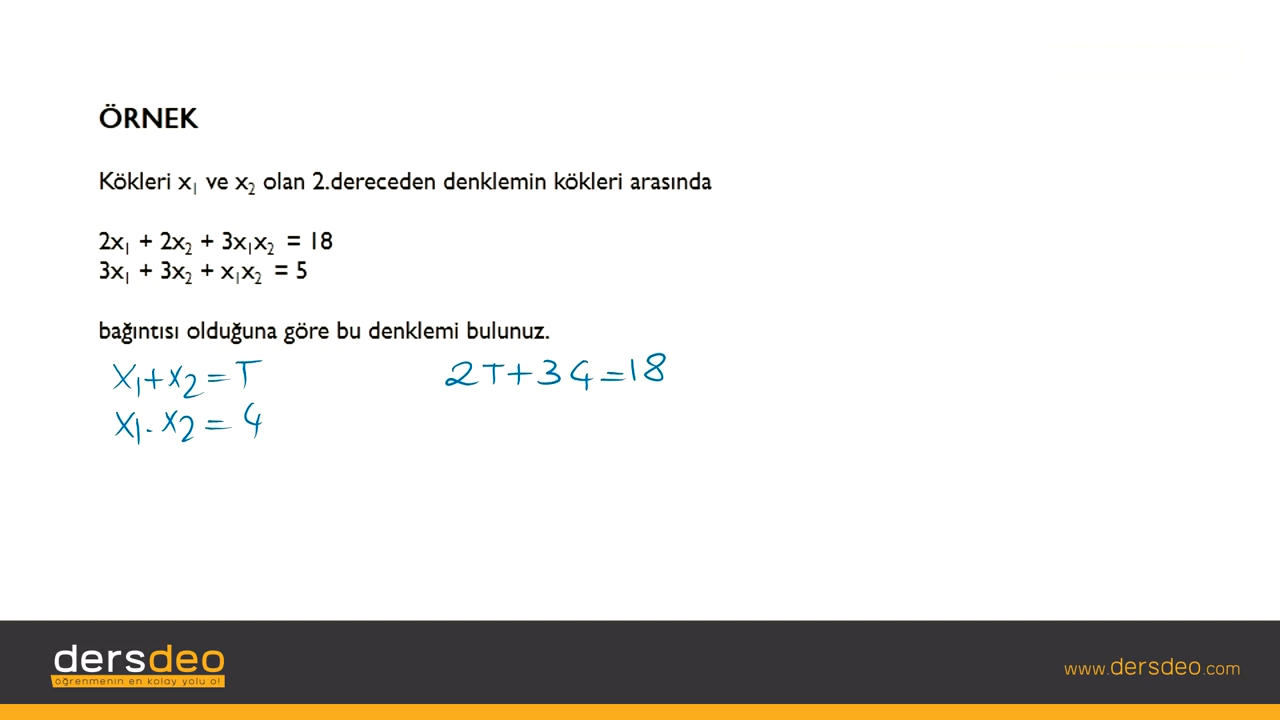 ÖRNEK
Kökleri x₁ ve x₂ olan 2.dereceden denklemin kökleri arasında
2x₁ + 2x₂ + 3x₁x₂ = 18
3x₁ + 3x₂ + x₁x₂ = 5
bağıntısı olduğuna göre bu denklemi bulunuz.
x₁+x₂=T
2T+3Ç=18
x₁.x₂=Ç
dersdeo
öğrenmenin en kolay yolu o!
www.dersdeo.com